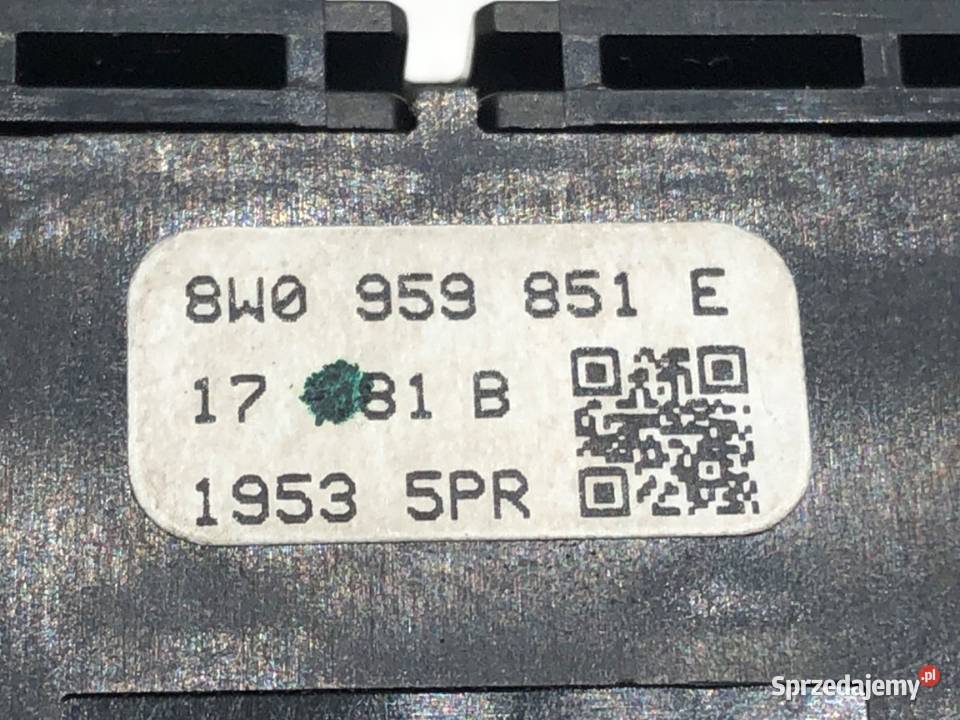 8W0 959 851 E
17 81 B
1953 5PR
Sprzedajemy.pl